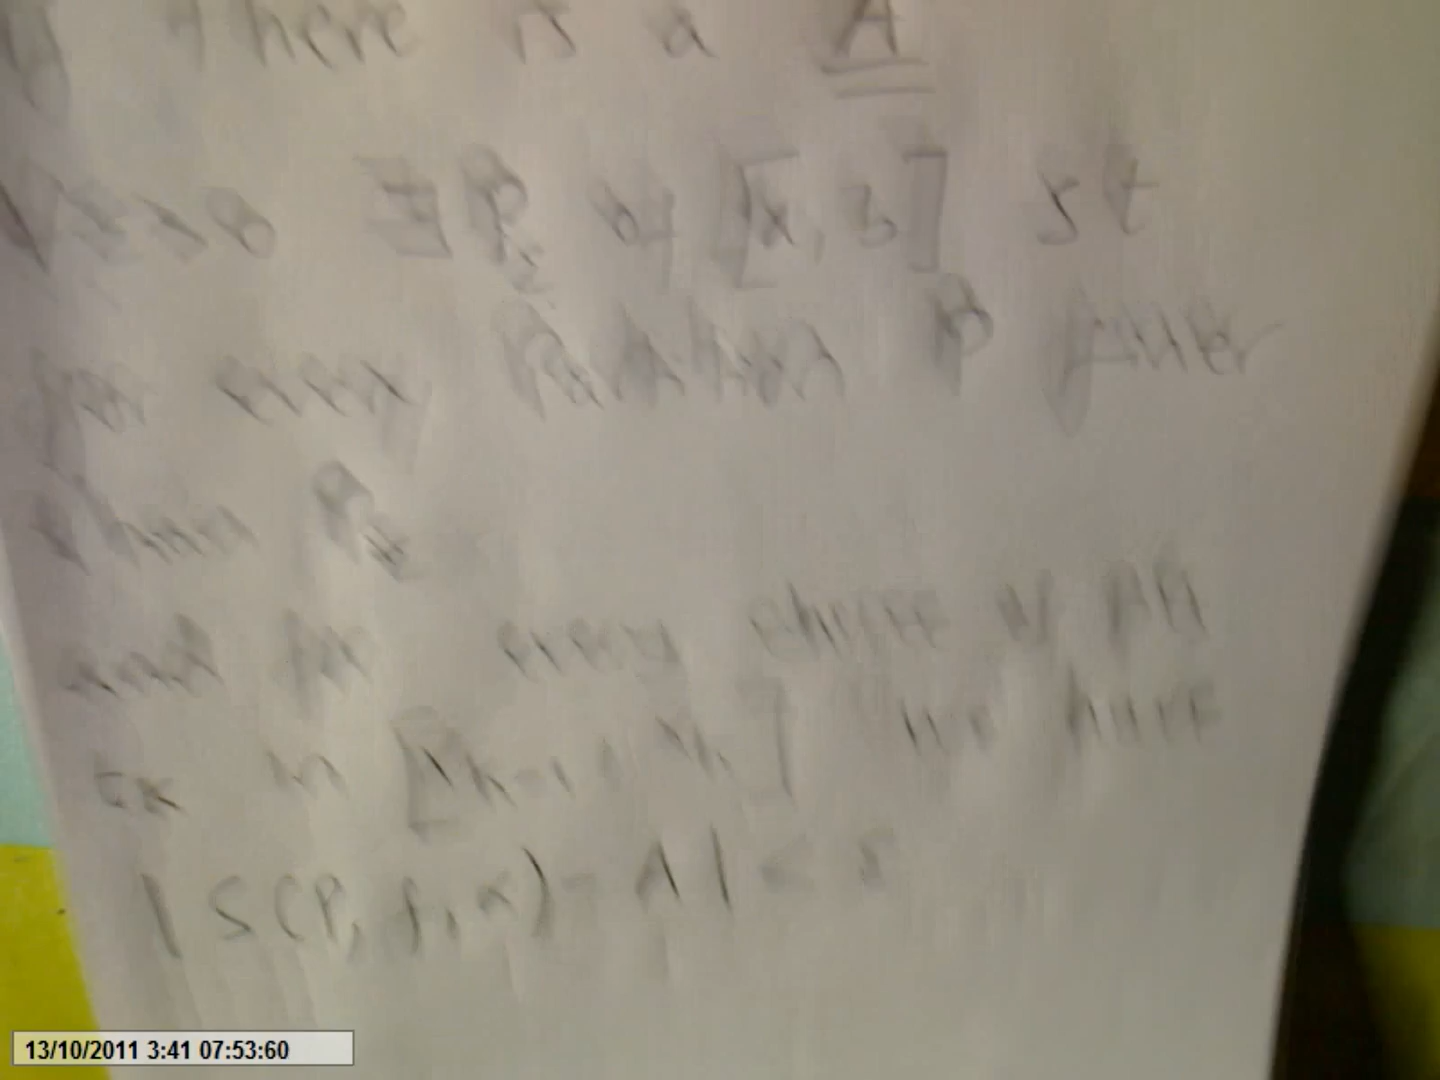 if there is a A
∀ε>0 ∃ Pε of [a, b] st
for every Partition P finer
than Pε
and for every choice of pts
tk in [xk-1, xk] we have
|S(P, f, α) - A| < ε
13/10/2011 3:41 07:53:60